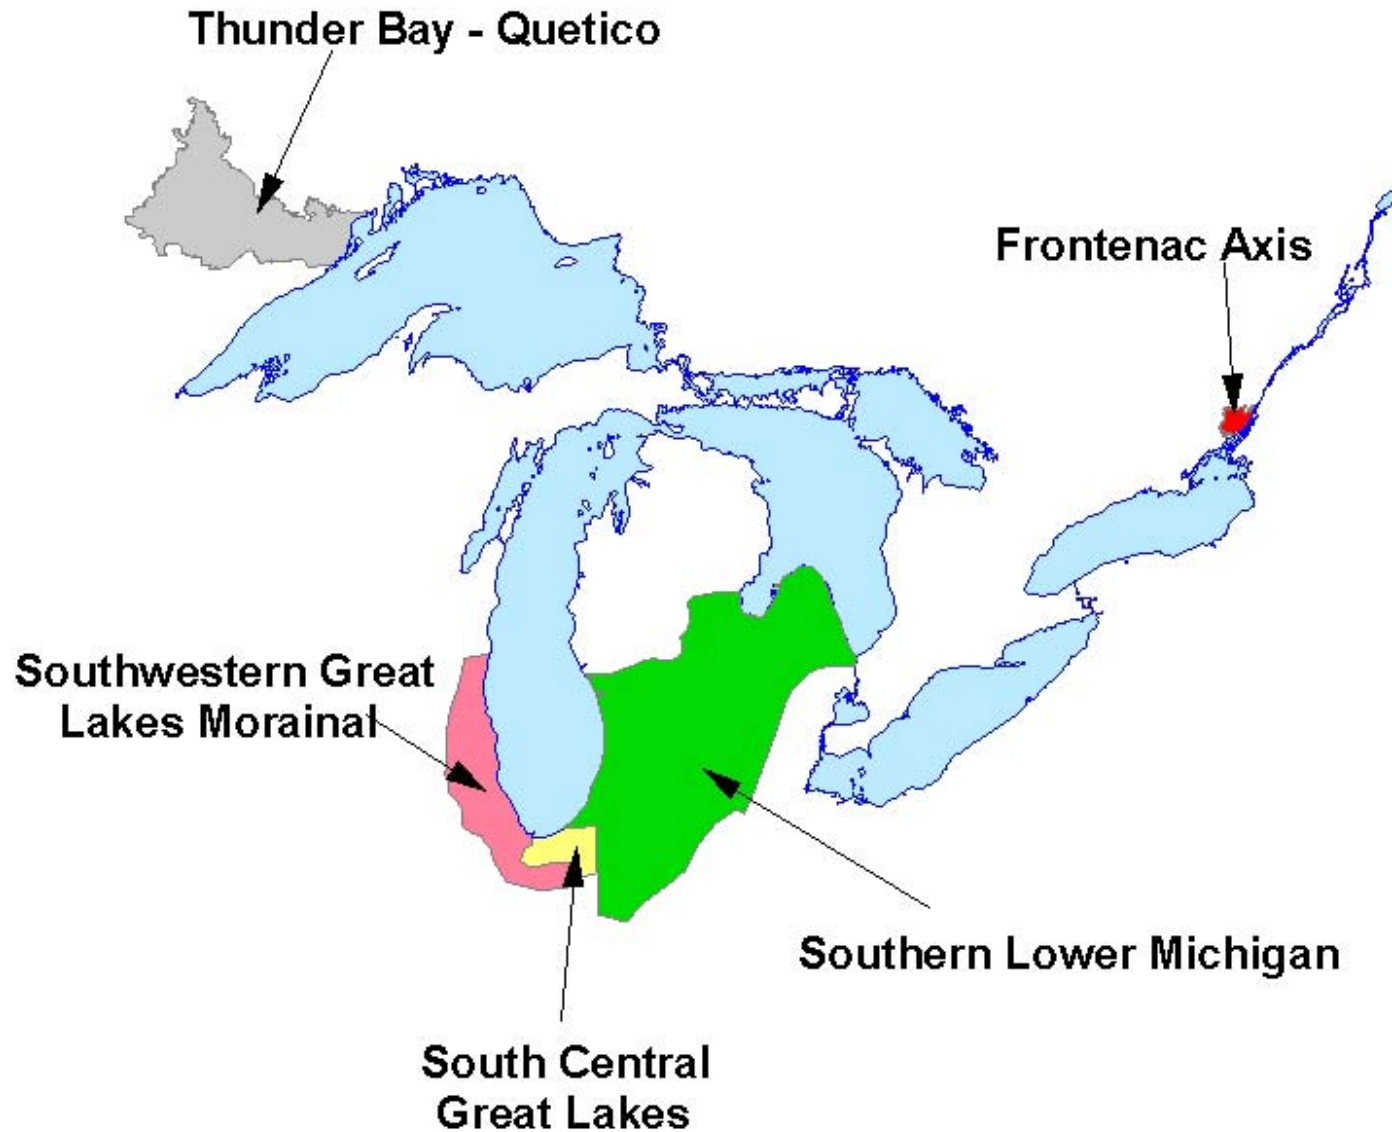 Thunder Bay - Quetico
Frontenac Axis
Southwestern Great
Lakes Morainal
Southern Lower Michigan
South Central
Great Lakes